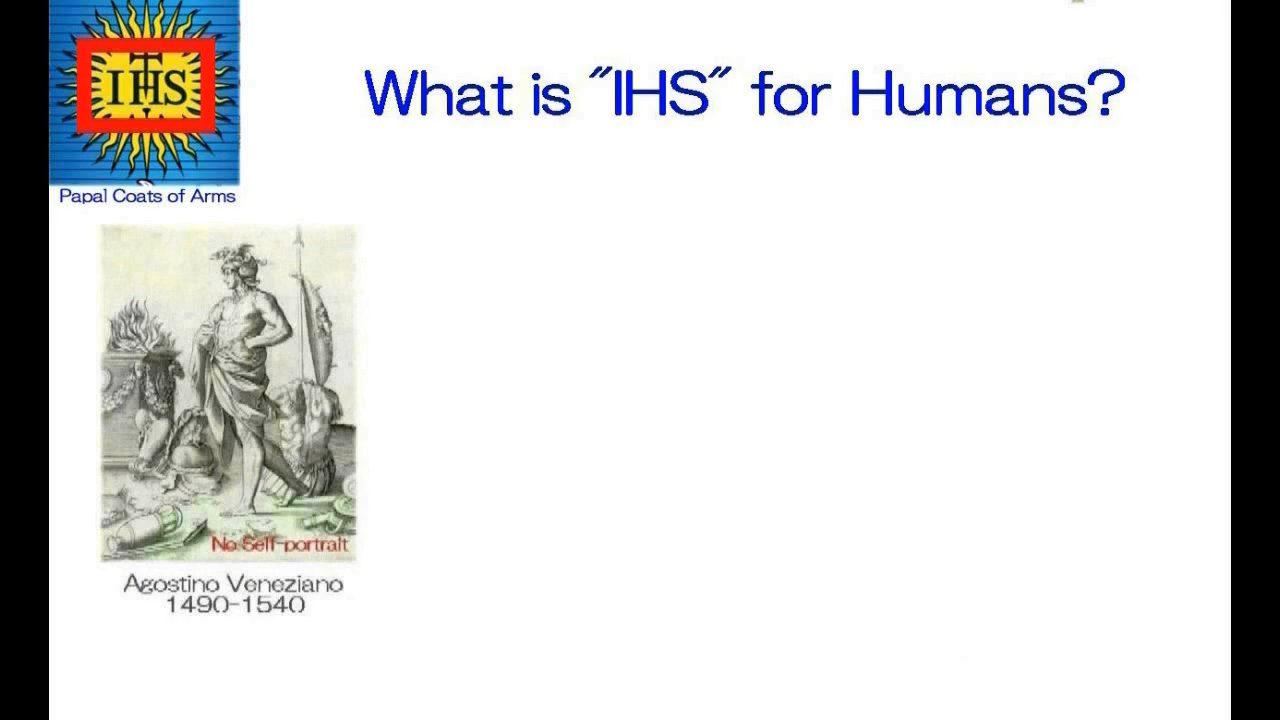 IHS
What is "IHS" for Humans?
Papal Coats of Arms
No Self-portrait
Agostino Veneziano
1490-1540